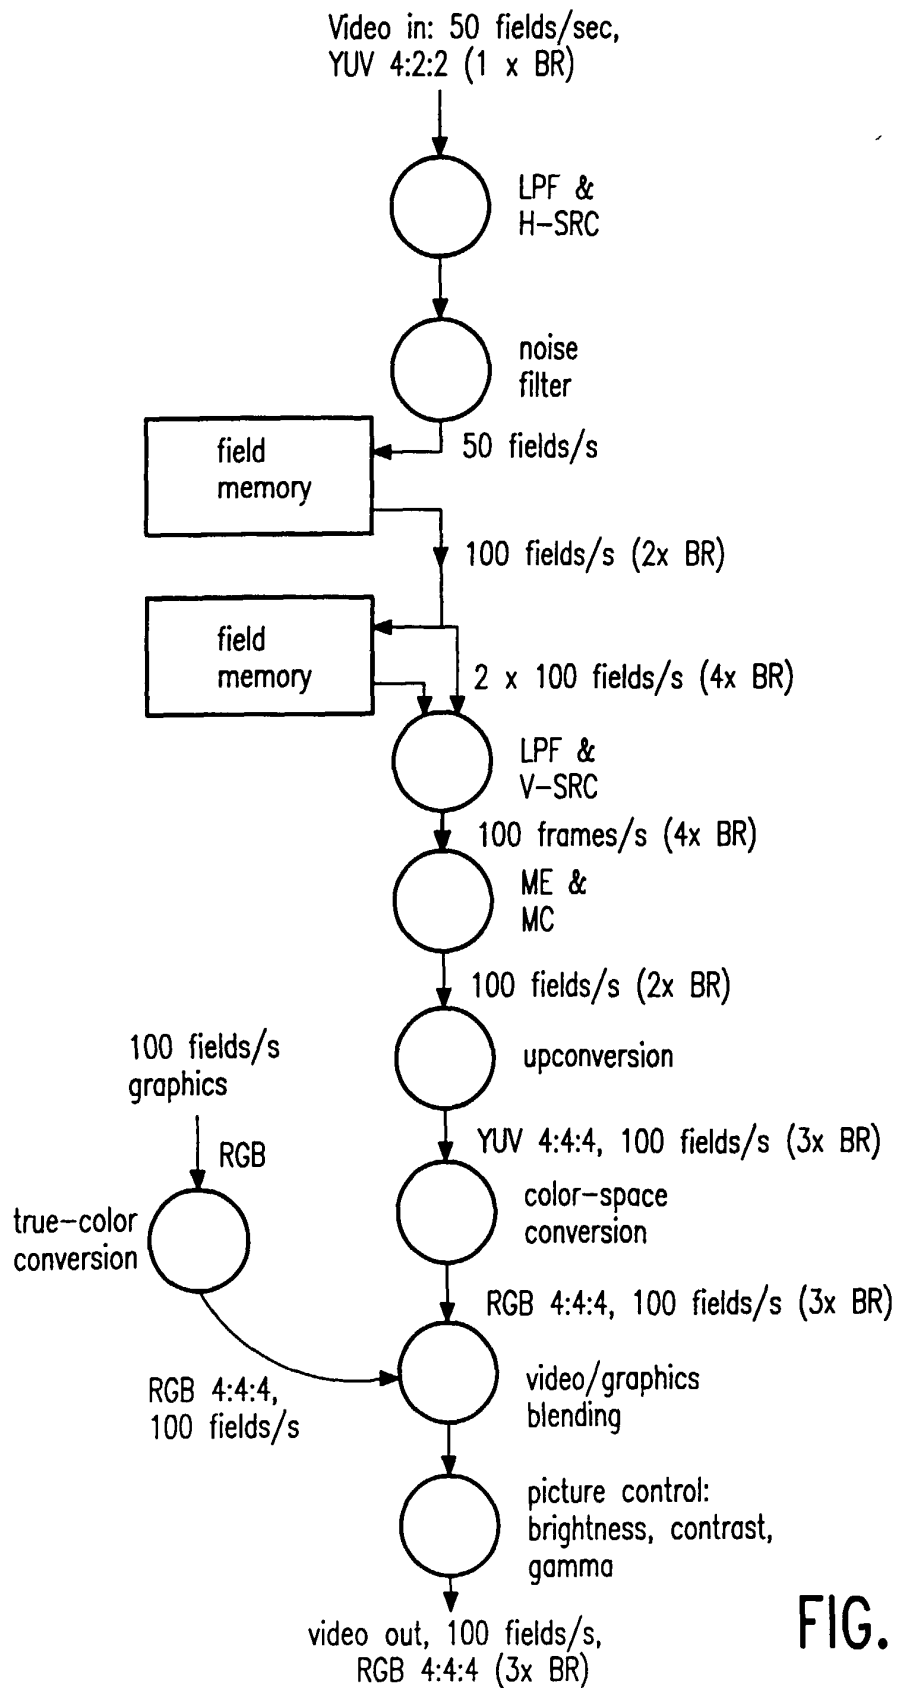 Video in: 50 fields/sec,
YUV 4:2:2 (1 x BR)
LPF &
H-SRC
noise
filter
field
memory
50 fields/s
100 fields/s (2x BR)
field
memory
2 x 100 fields/s (4x BR)
LPF &
V-SRC
100 frames/s (4x BR)
ME &
MC
100 fields/s (2x BR)
100 fields/s
graphics
upconversion
RGB
YUV 4:4:4, 100 fields/s (3x BR)
true-color
conversion
color-space
conversion
RGB 4:4:4, 100 fields/s (3x BR)
RGB 4:4:4,
100 fields/s
video/graphics
blending
picture control:
brightness, contrast,
gamma
video out, 100 fields/s,
RGB 4:4:4 (3x BR)
FIG.